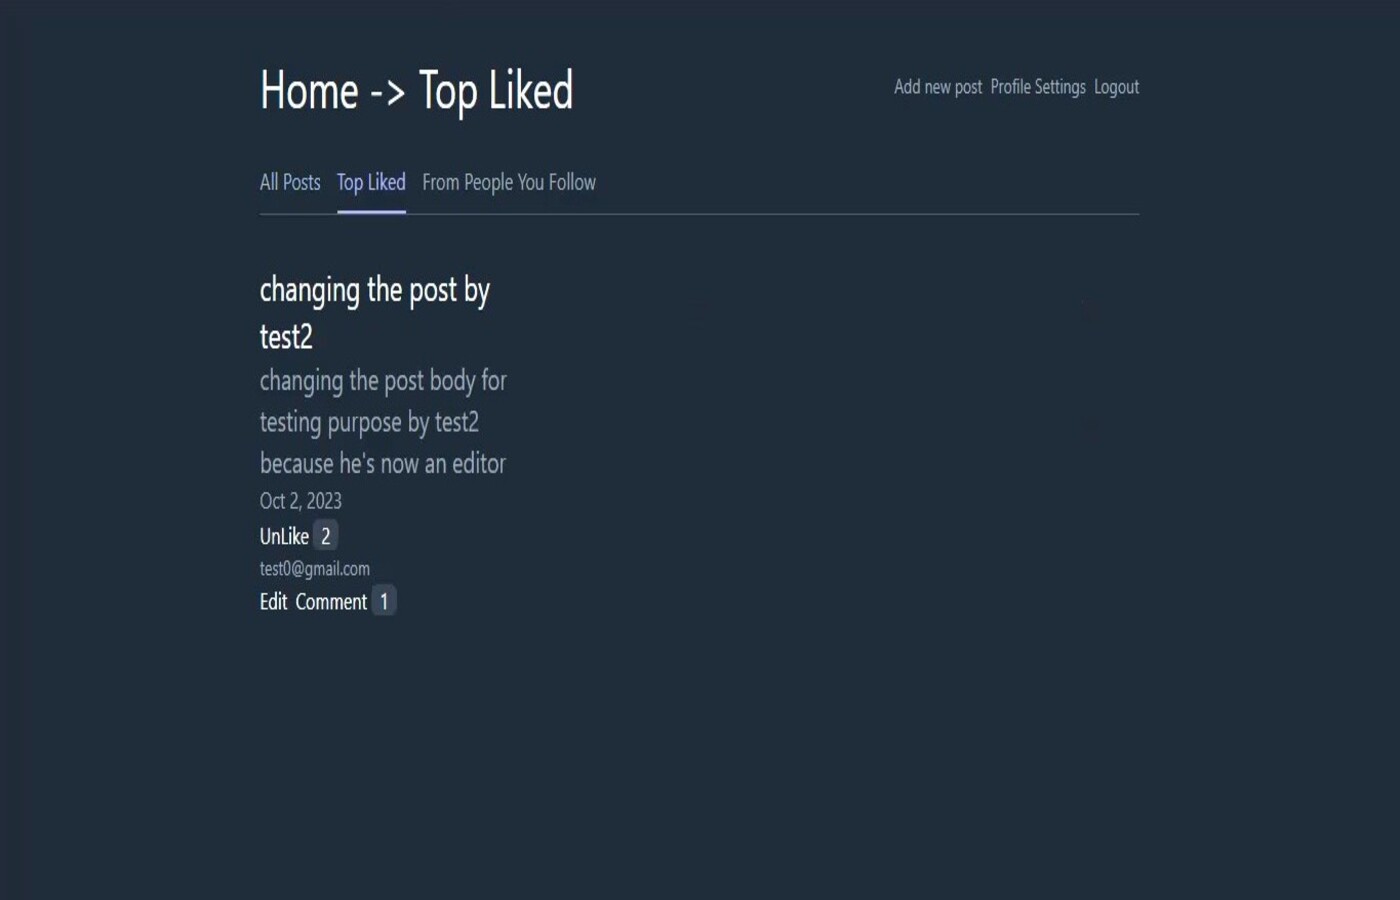 Home -> Top Liked
Add new post Profile Settings Logout
All Posts Top Liked From People You Follow
changing the post by
test2
changing the post body for
testing purpose by test2
because he's now an editor
Oct 2, 2023
UnLike 2
test0@gmail.com
Edit Comment 1